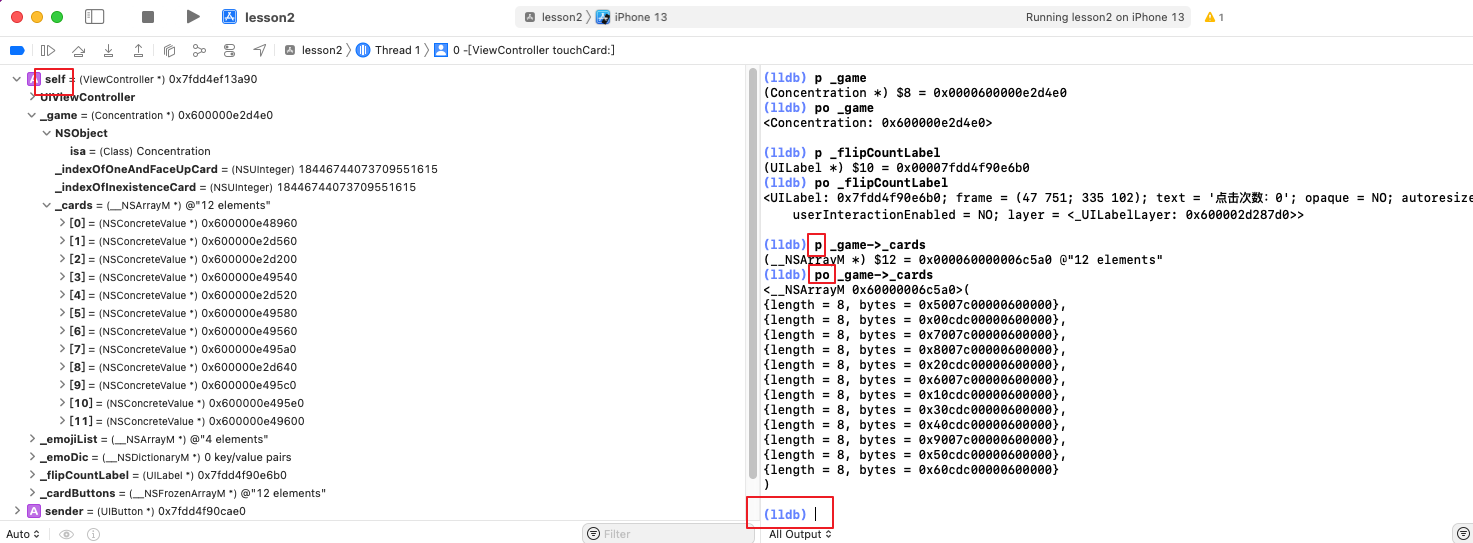 lesson2
lesson2 〉 iPhone 13
Running lesson2 on iPhone 13
1
lesson2 〉 Thread 1 〉 0 -[ViewController touchCard:]
self = (ViewController *) 0x7fdd4ef13a90
UIViewController
_game = (Concentration *) 0x600000e2d4e0
NSObject
isa = (Class) Concentration
_indexOfOneAndFaceUpCard = (NSUInteger) 18446744073709551615
_indexOfInexistenceCard = (NSUInteger) 18446744073709551615
_cards = (__NSArrayM *) @"12 elements"
[0] = (NSConcreteValue *) 0x600000e48960
[1] = (NSConcreteValue *) 0x600000e2d560
[2] = (NSConcreteValue *) 0x600000e2d200
[3] = (NSConcreteValue *) 0x600000e49540
[4] = (NSConcreteValue *) 0x600000e2d520
[5] = (NSConcreteValue *) 0x600000e49580
[6] = (NSConcreteValue *) 0x600000e49560
[7] = (NSConcreteValue *) 0x600000e495a0
[8] = (NSConcreteValue *) 0x600000e2d640
[9] = (NSConcreteValue *) 0x600000e495c0
[10] = (NSConcreteValue *) 0x600000e495e0
[11] = (NSConcreteValue *) 0x600000e49600
_emojiList = (__NSArrayM *) @"4 elements"
_emoDic = (__NSDictionaryM *) 0 key/value pairs
_flipCountLabel = (UILabel *) 0x7fdd4f90e6b0
_cardButtons = (__NSFrozenArrayM *) @"12 elements"
A sender = (UIButton *) 0x7fdd4f90cae0
Auto
Filter
(lldb) p _game
(Concentration *) $8 = 0x0000600000e2d4e0
(lldb) po _game
<Concentration: 0x600000e2d4e0>
(lldb) p _flipCountLabel
(UILabel *) $10 = 0x00007fdd4f90e6b0
(lldb) po _flipCountLabel
<UILabel: 0x7fdd4f90e6b0; frame = (47 751; 335 102); text = '点击次数：0'; opaque = NO; autoresize
userInteractionEnabled = NO; layer = <_UILabelLayer: 0x600002d287d0>>
(lldb) p _game->_cards
(__NSArrayM *) $12 = 0x000060000006c5a0 @"12 elements"
(lldb) po _game->_cards
<__NSArrayM 0x60000006c5a0>(
{length = 8, bytes = 0x5007c00000600000},
{length = 8, bytes = 0x00cdc00000600000},
{length = 8, bytes = 0x7007c00000600000},
{length = 8, bytes = 0x8007c00000600000},
{length = 8, bytes = 0x20cdc00000600000},
{length = 8, bytes = 0x6007c00000600000},
{length = 8, bytes = 0x10cdc00000600000},
{length = 8, bytes = 0x30cdc00000600000},
{length = 8, bytes = 0x40cdc00000600000},
{length = 8, bytes = 0x9007c00000600000},
{length = 8, bytes = 0x50cdc00000600000},
{length = 8, bytes = 0x60cdc00000600000}
)
(lldb)
All Output